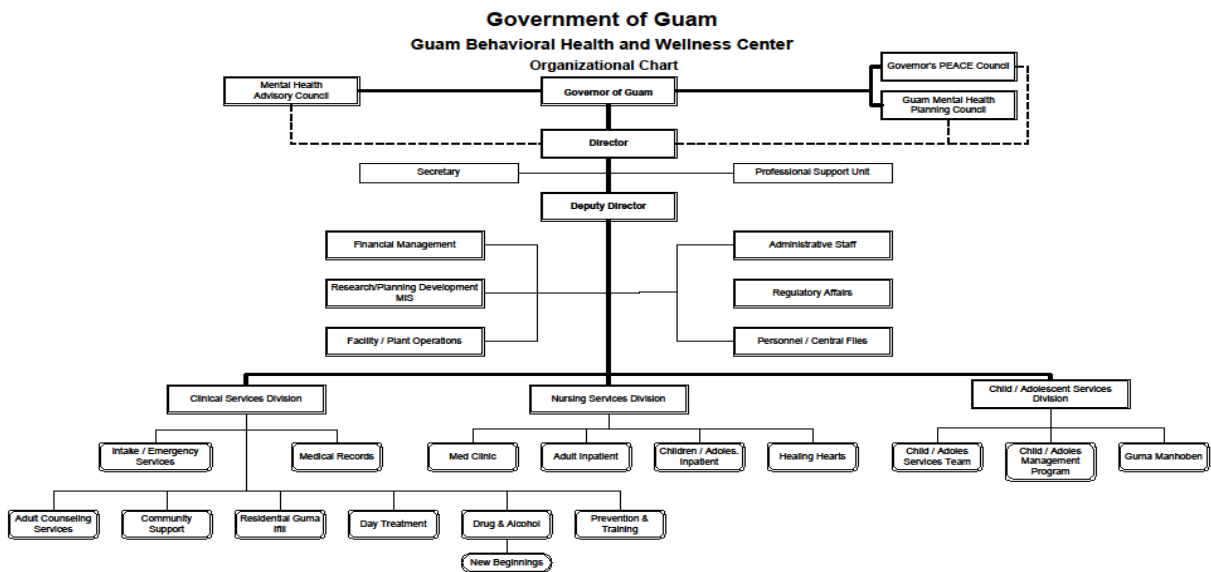 Government of Guam
Guam Behavioral Health and Wellness Center
Organizational Chart
Mental Health
Advisory Council
Governor of Guam
Governor's PEACE Council
Guam Mental Health
Planning Council
Director
Secretary
Professional Support Unit
Deputy Director
Financial Management
Administrative Staff
Research/Planning Development
MIS
Regulatory Affairs
Facility / Plant Operations
Personnel / Central Files
Clinical Services Division
Nursing Services Division
Child / Adolescent Services
Division
Intake / Emergency
Services
Medical Records
Med Clinic
Adult Inpatient
Children / Adoles.
Inpatient
Healing Hearts
Child / Adoles
Services Team
Child / Adoles
Management
Program
Guma Manhoben
Adult Counseling
Services
Community
Support
Residential Guma
Ifill
Day Treatment
Drug & Alcohol
Prevention &
Training
New Beginnings